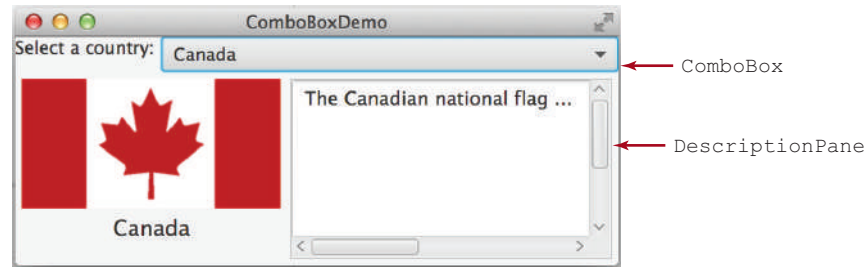 ComboBoxDemo
Select a country:
Canada
ComboBox
The Canadian national flag ...
DescriptionPane
Canada